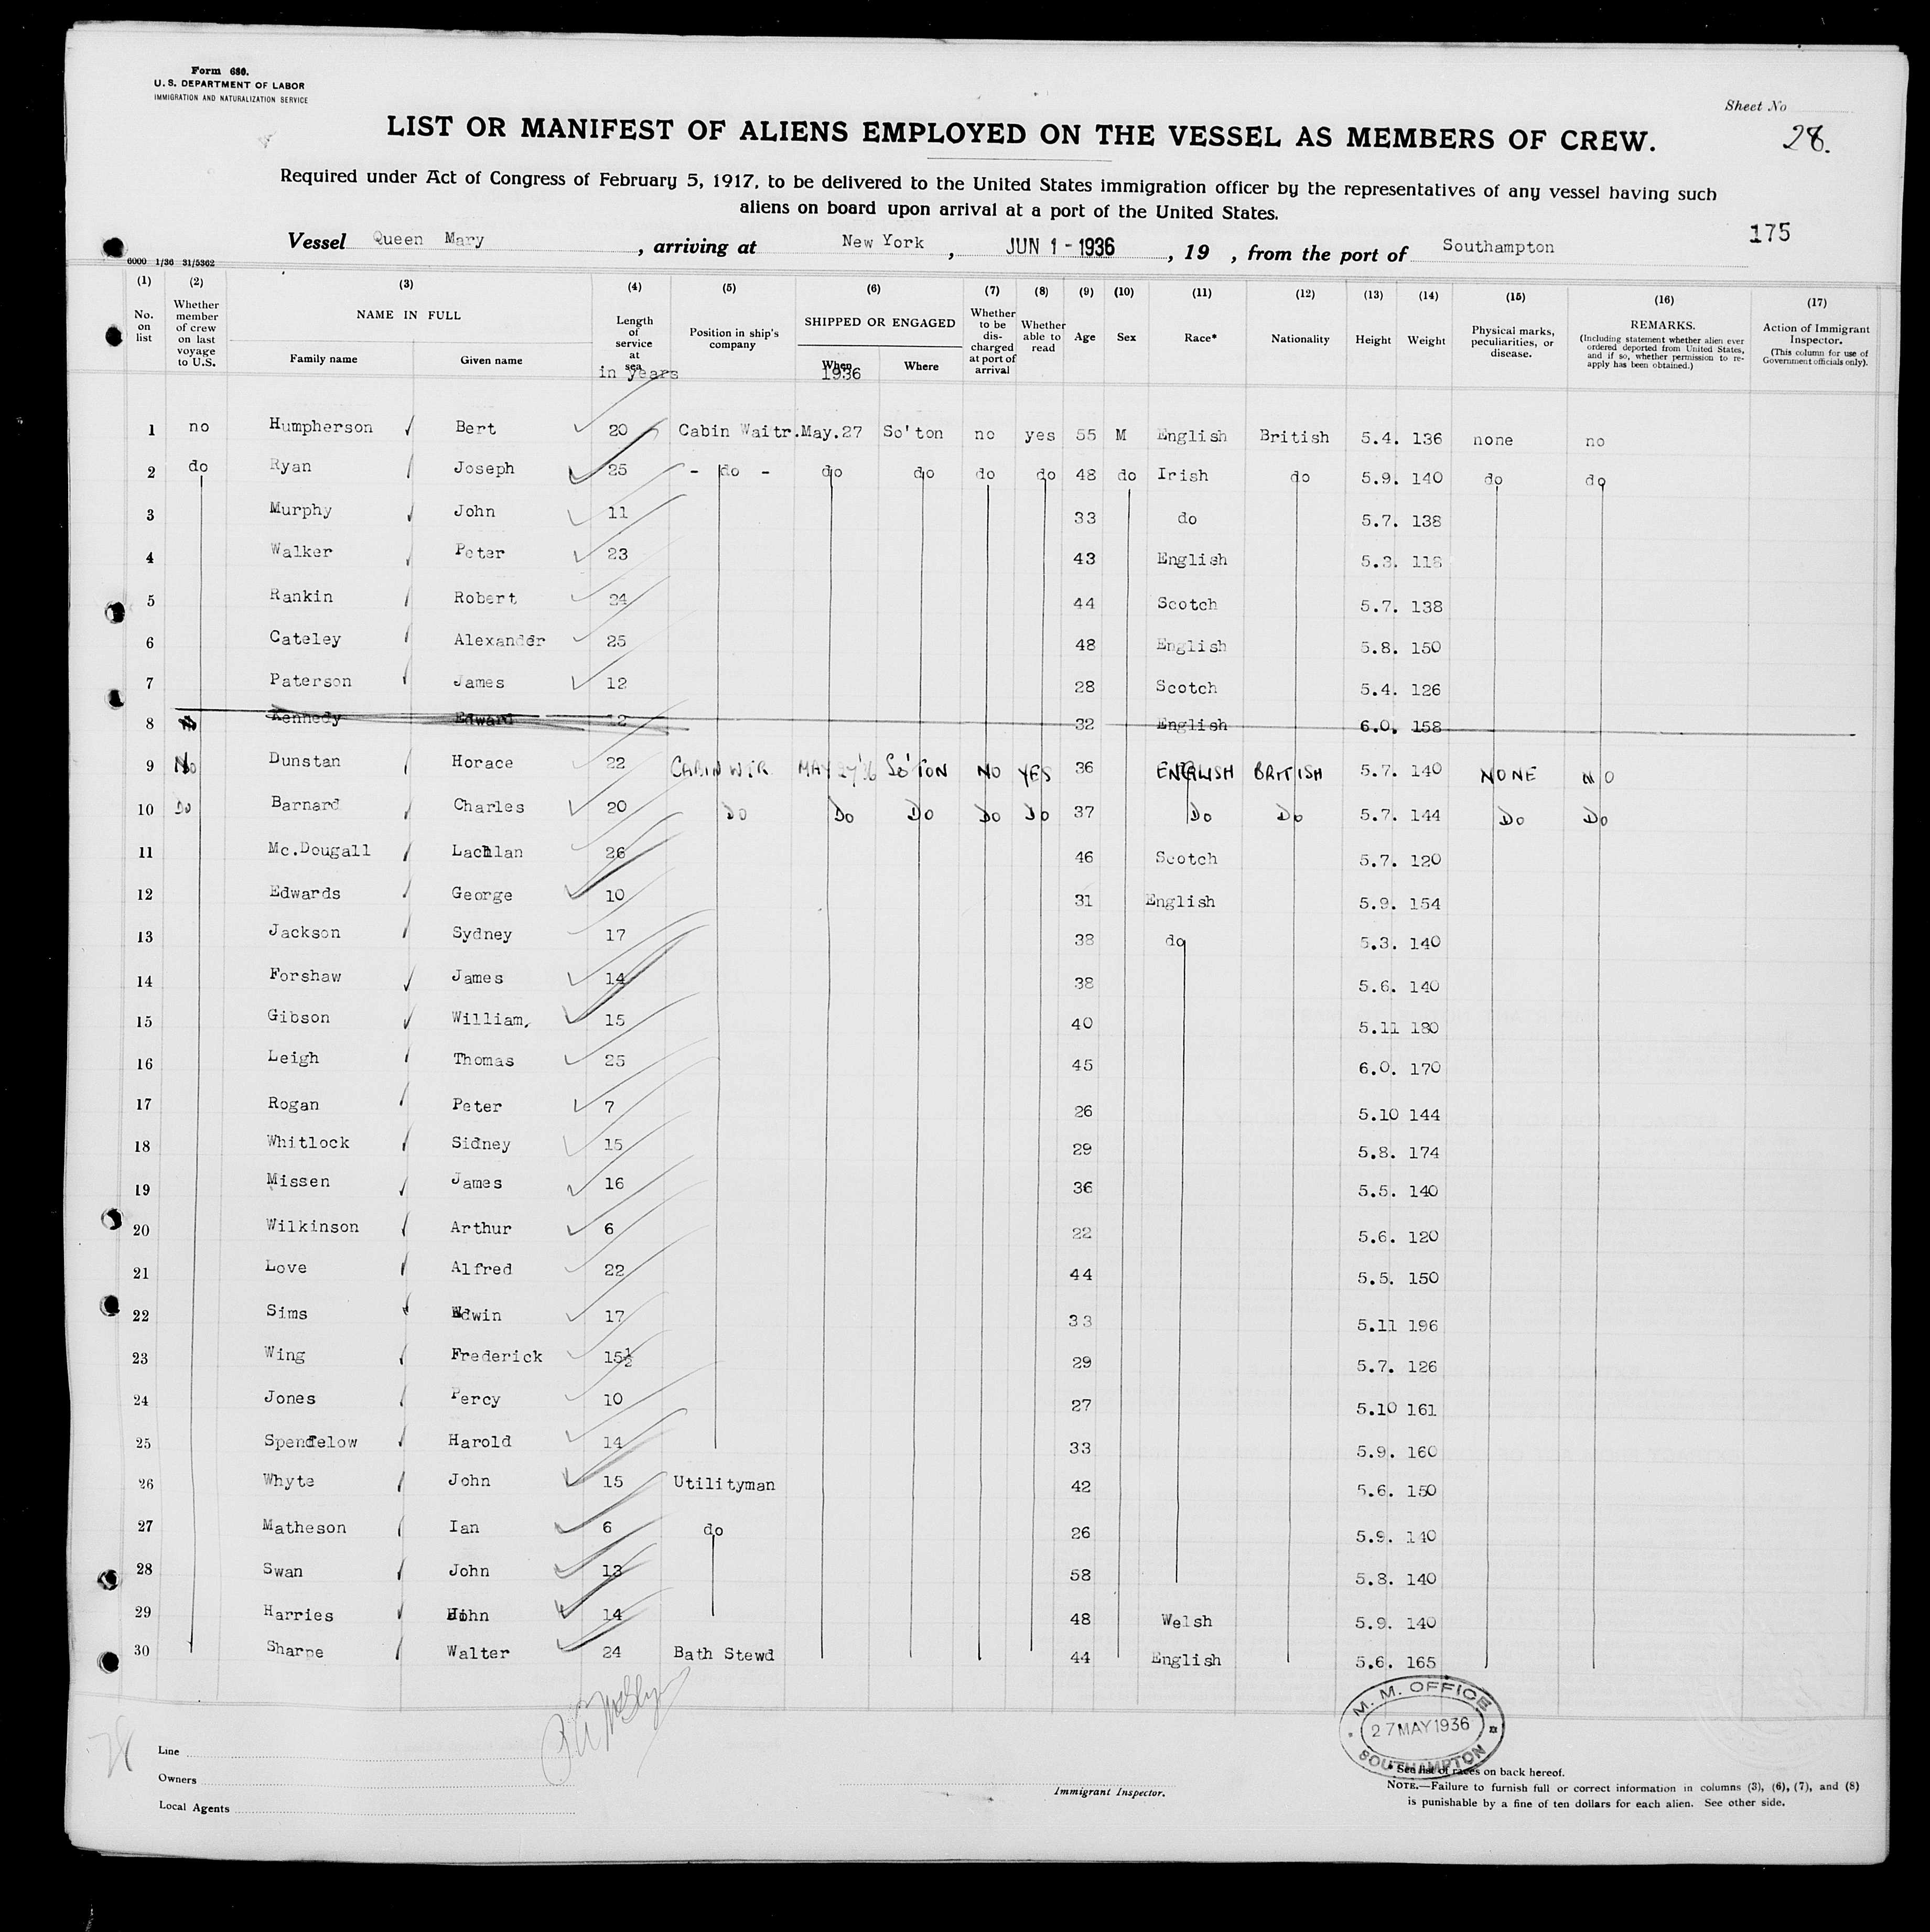 Form 680.
U. S. DEPARTMENT OF LABOR
IMMIGRATION AND NATURALIZATION SERVICE
Sheet No
28.
LIST OR MANIFEST OF ALIENS EMPLOYED ON THE VESSEL AS MEMBERS OF CREW.
Required under Act of Congress of February 5, 1917, to be delivered to the United States immigration officer by the representatives of any vessel having such
aliens on board upon arrival at a port of the United States.
175
Vessel Queen Mary, arriving at New York, JUN 1 - 1936, 19 , from the port of Southampton
6000 1/36 31/5362
(1) (2) (3) (4) (5) (6) (7) (8) (9) (10) (11) (12) (13) (14) (15) (16) (17)
No. on list
Whether member of crew on last voyage to U.S.
NAME IN FULL
Family name Given name
Length of service at sea
in years
Position in ship's company
SHIPPED OR ENGAGED
When Where
1936
Whether to be discharged at port of arrival
Whether able to read
Age Sex Race* Nationality Height Weight
Physical marks, peculiarities, or disease.
REMARKS.
(Including statement whether alien ever ordered deported from United States, and if so, whether permission to reapply has been obtained.)
Action of Immigrant Inspector.
(This column for use of Government officials only).
1 no Humpherson Bert 20 Cabin Waitr. May.27 So'ton no yes 55 M English British 5.4. 136 none no
2 do Ryan Joseph 25 - do - do do do do 48 do Irish do 5.9. 140 do do
3 Murphy John 11 33 do 5.7. 138
4 Walker Peter 23 43 English 5.3. 118
5 Rankin Robert 24 44 Scotch 5.7. 138
6 Cateley Alexander 25 48 English 5.8. 150
7 Paterson James 12 28 Scotch 5.4. 126
8 Kennedy Edward 12 32 English 6.0. 158
9 No Dunstan Horace 22 CABIN WTR. MAY 27'36 So'TON NO YES 36 ENGLISH BRITISH 5.7. 140 NONE NO
10 Do Barnard Charles 20 Do Do Do Do Do 37 Do Do 5.7. 144 Do Do
11 Mc.Dougall Lachlan 26 46 Scotch 5.7. 120
12 Edwards George 10 31 English 5.9. 154
13 Jackson Sydney 17 38 do 5.3. 140
14 Forshaw James 14 38 5.6. 140
15 Gibson William, 15 40 5.11 180
16 Leigh Thomas 25 45 6.0. 170
17 Rogan Peter 7 26 5.10 144
18 Whitlock Sidney 15 29 5.8. 174
19 Missen James 16 36 5.5. 140
20 Wilkinson Arthur 6 22 5.6. 120
21 Love Alfred 22 44 5.5. 150
22 Sims Edwin 17 33 5.11 196
23 Wing Frederick 15½ 29 5.7. 126
24 Jones Percy 10 27 5.10 161
25 Spendelow Harold 14 33 5.9. 160
26 Whyte John 15 Utilityman 42 5.6. 150
27 Matheson Ian 6 do 26 5.9. 140
28 Swan John 13 58 5.8. 140
29 Harries John 14 48 Welsh 5.9. 140
30 Sharpe Walter 24 Bath Stewd 44 English 5.6. 165
M. M. OFFICE
27 MAY 1936
SOUTHAMPTON
28
Line
Owners
Local Agents
Immigrant Inspector.
* See list of races on back hereof.
NOTE.—Failure to furnish full or correct information in columns (3), (6), (7), and (8)
is punishable by a fine of ten dollars for each alien. See other side.